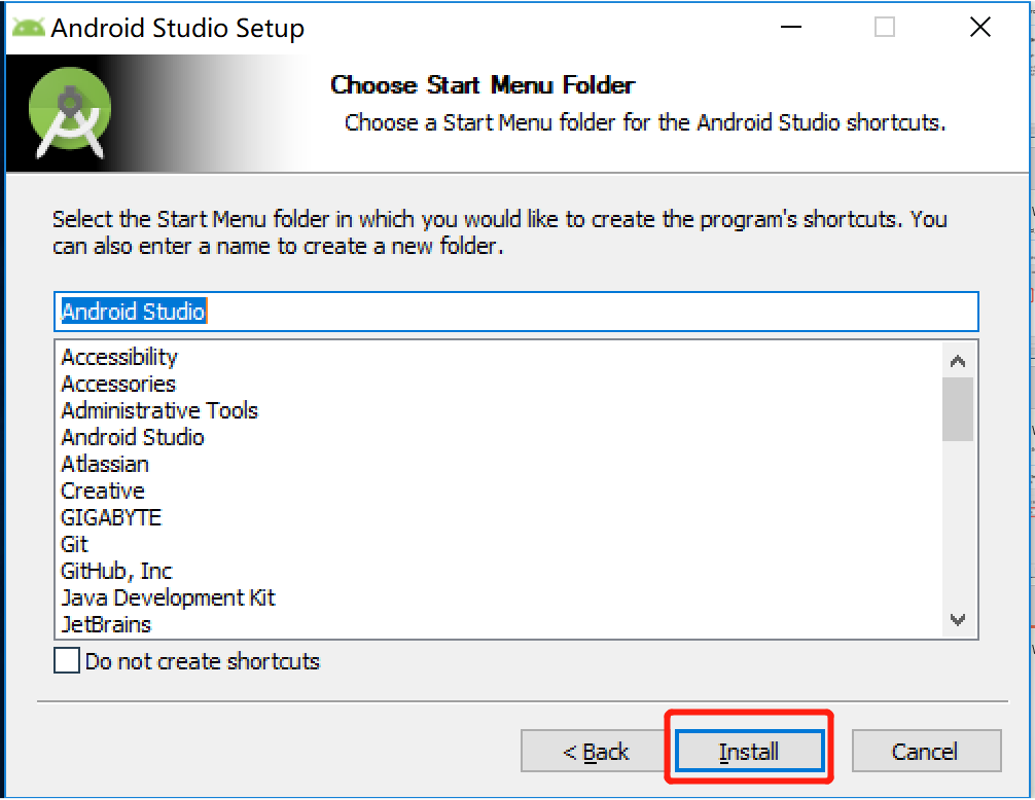 Android Studio Setup
Choose Start Menu Folder
Choose a Start Menu folder for the Android Studio shortcuts.
Select the Start Menu folder in which you would like to create the program's shortcuts. You
can also enter a name to create a new folder.
Android Studio
Accessibility
Accessories
Administrative Tools
Android Studio
Atlassian
Creative
GIGABYTE
Git
GitHub, Inc
Java Development Kit
JetBrains
Do not create shortcuts
< Back Install Cancel